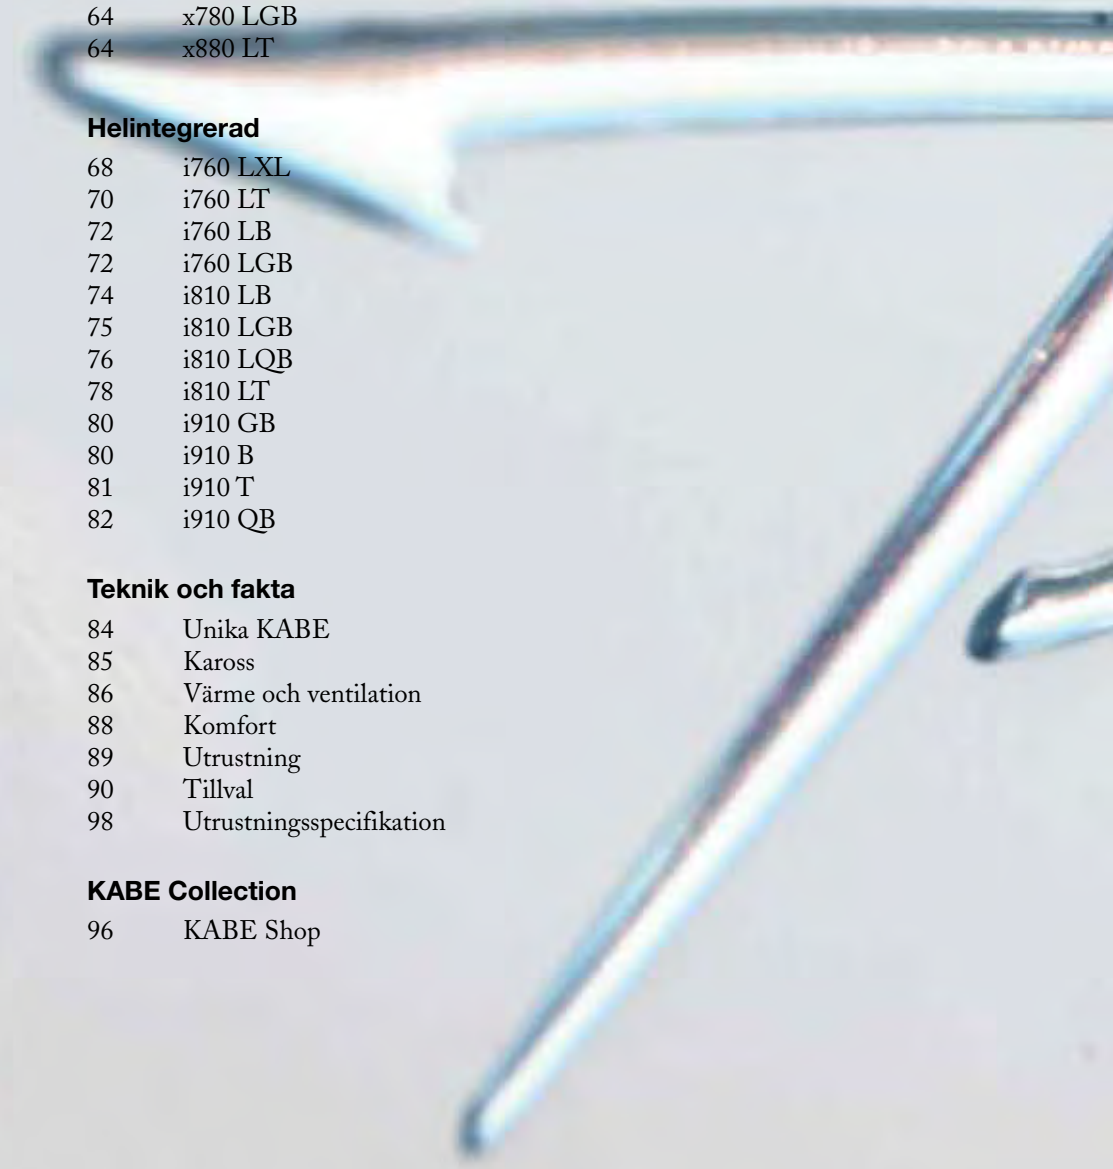 64 x780 LGB
64 x880 LT
Helintegrerad
68 i760 LXL
70 i760 LT
72 i760 LB
72 i760 LGB
74 i810 LB
75 i810 LGB
76 i810 LQB
78 i810 LT
80 i910 GB
80 i910 B
81 i910 T
82 i910 QB
Teknik och fakta
84 Unika KABE
85 Kaross
86 Värme och ventilation
88 Komfort
89 Utrustning
90 Tillval
98 Utrustningsspecifikation
KABE Collection
96 KABE Shop